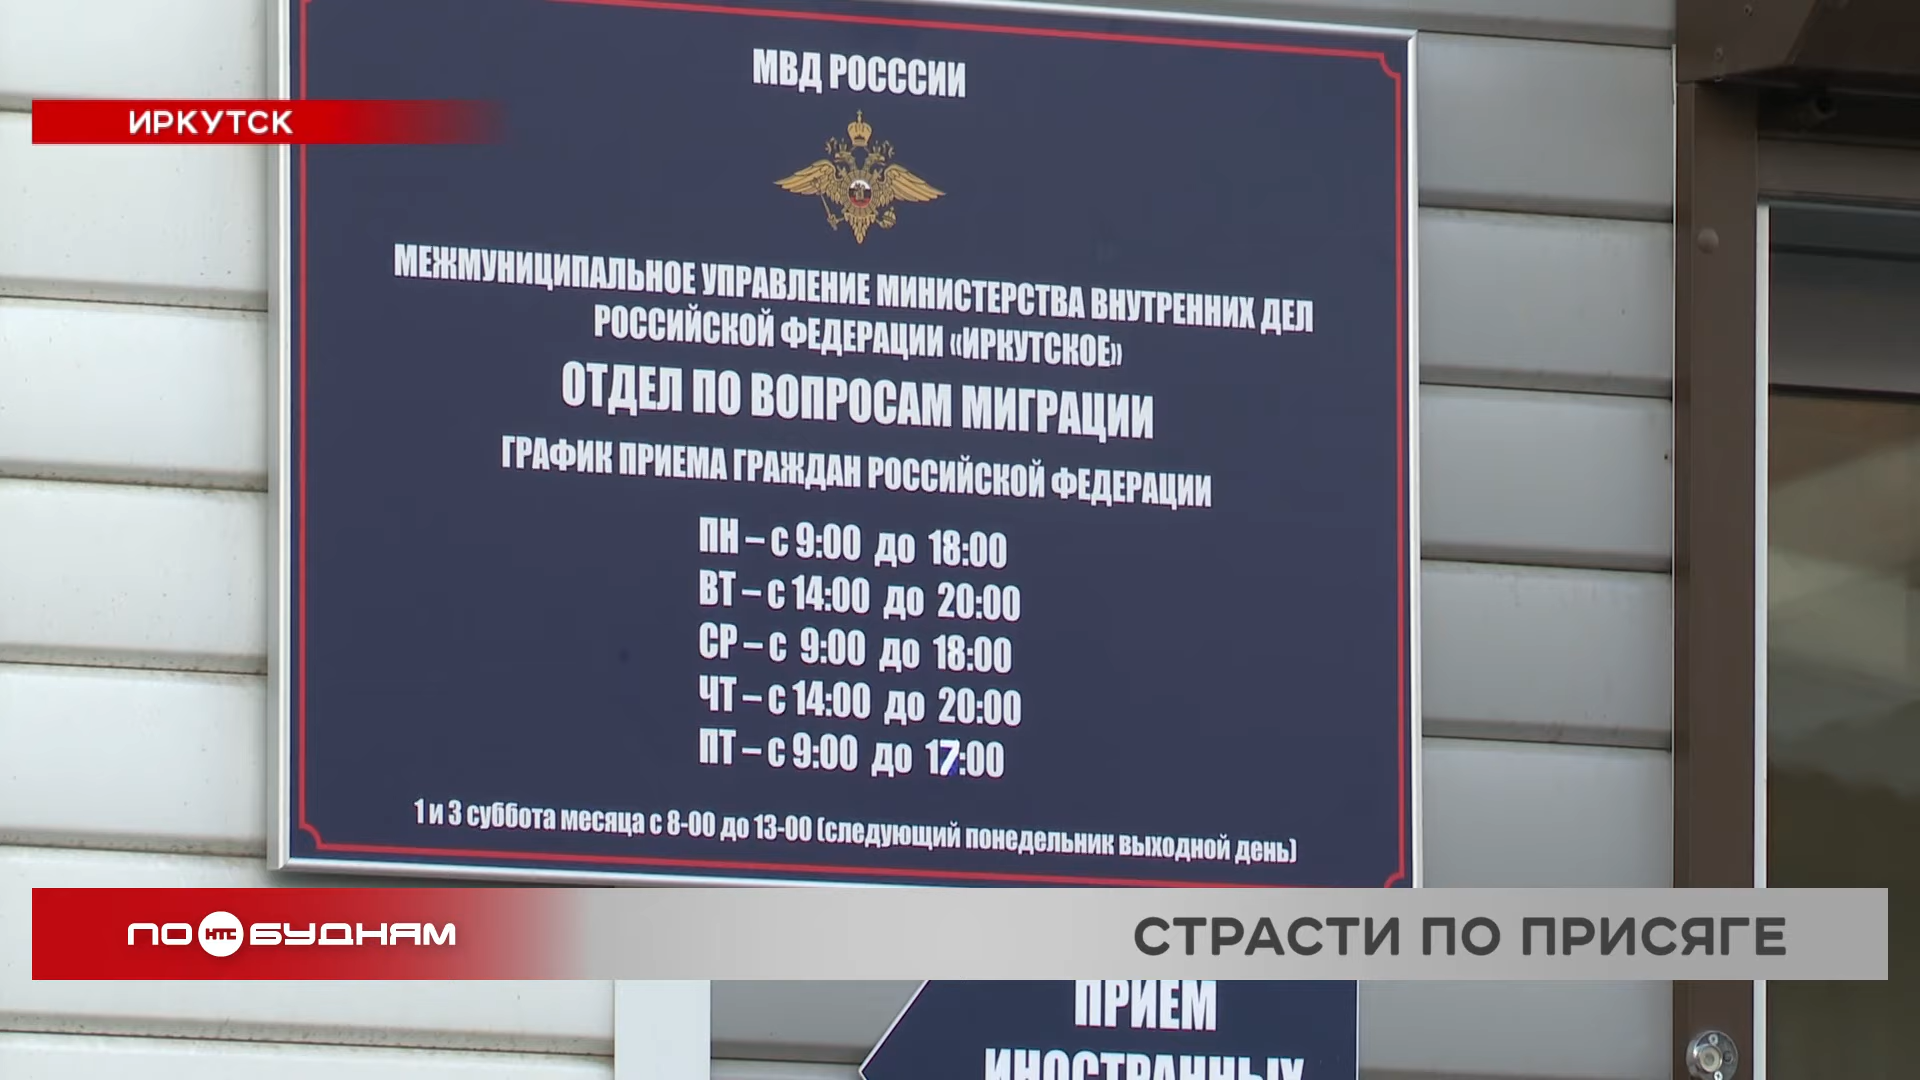 МВД РОСССИИ
ИРКУТСК
МЕЖМУНИЦИПАЛЬНОЕ УПРАВЛЕНИЕ МИНИСТЕРСТВА ВНУТРЕННИХ ДЕЛ
РОССИЙСКОЙ ФЕДЕРАЦИИ «ИРКУТСКОЕ»
ОТДЕЛ ПО ВОПРОСАМ МИГРАЦИИ
ГРАФИК ПРИЕМА ГРАЖДАН РОССИЙСКОЙ ФЕДЕРАЦИИ
ПН – с 9:00 до 18:00
ВТ – с 14:00 до 20:00
СР – с 9:00 до 18:00
ЧТ – с 14:00 до 20:00
ПТ – с 9:00 до 17:00
1 и 3 суббота месяца с 8-00 до 13-00 (следующий понедельник выходной день)
ПО НТС БУДНЯМ
СТРАСТИ ПО ПРИСЯГЕ
ПРИЕМ
ИНОСТРАННЫХ